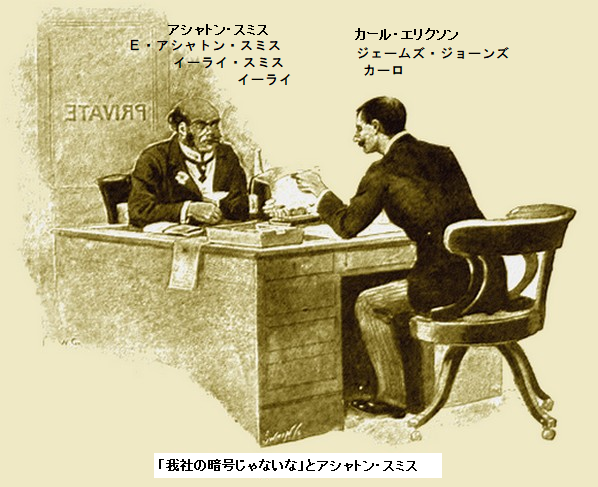 アシャトン・スミス
E・アシャトン・スミス
イーライ・スミス
イーライ
カール・エリクソン
ジェームズ・ジョーンズ
カーロ
PRIVATE
「我社の暗号じゃないな」とアシャトン・スミス